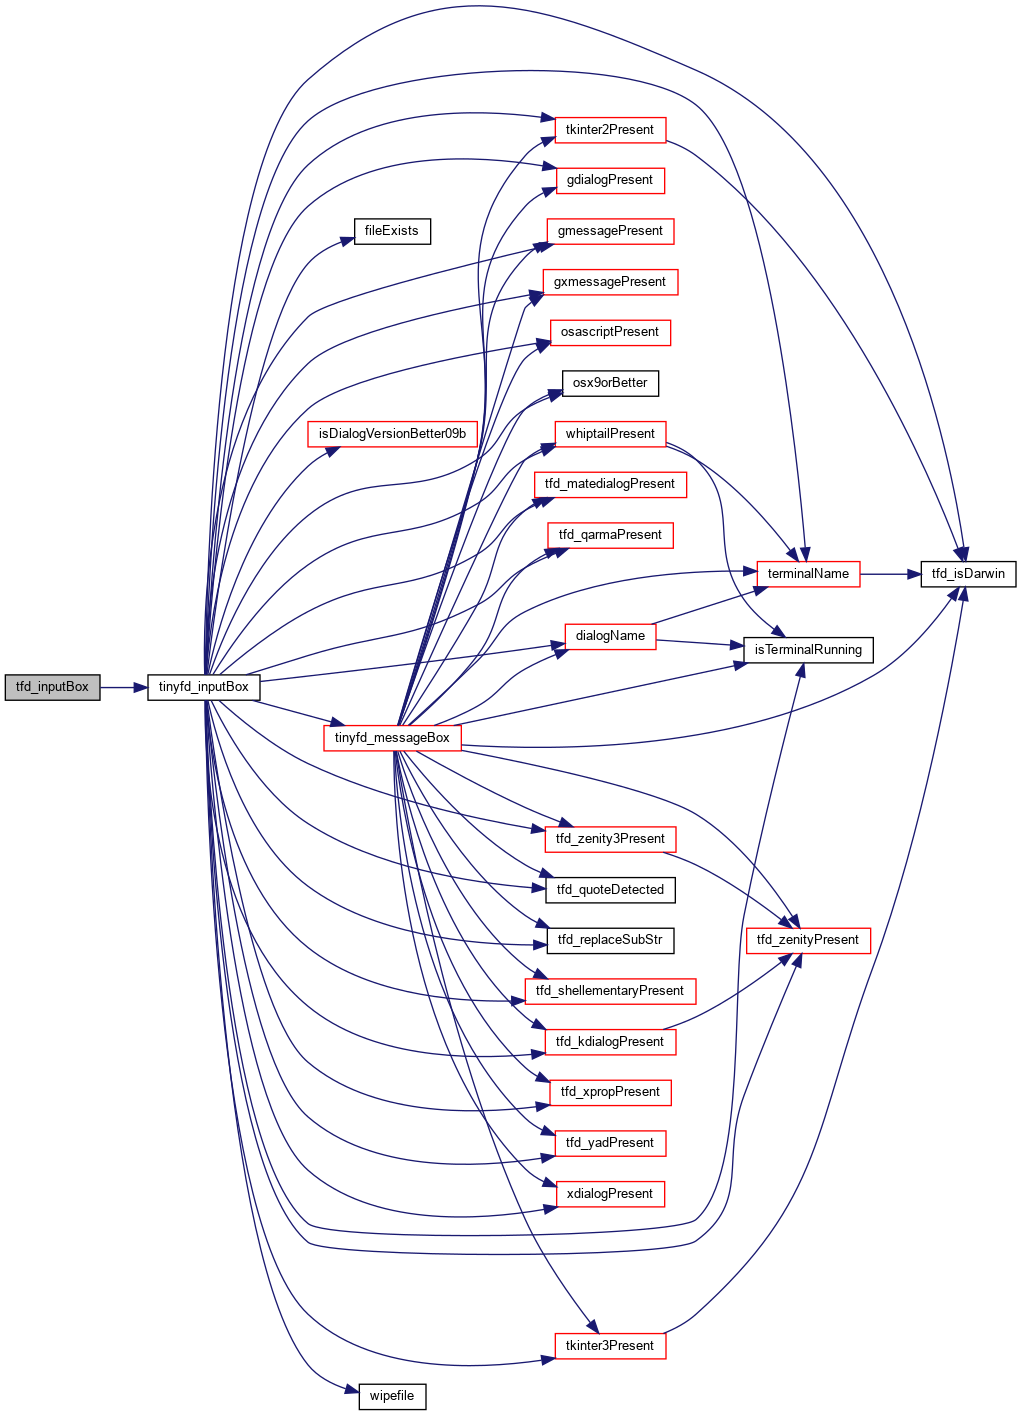 tkinter2Present
gdialogPresent
fileExists
gmessagePresent
gxmessagePresent
osascriptPresent
osx9orBetter
isDialogVersionBetter09b
whiptailPresent
tfd_matedialogPresent
tfd_qarmaPresent
terminalName
tfd_isDarwin
dialogName
isTerminalRunning
tfd_inputBox
tinyfd_inputBox
tinyfd_messageBox
tfd_zenity3Present
tfd_quoteDetected
tfd_replaceSubStr
tfd_zenityPresent
tfd_shellementaryPresent
tfd_kdialogPresent
tfd_xpropPresent
tfd_yadPresent
xdialogPresent
tkinter3Present
wipefile